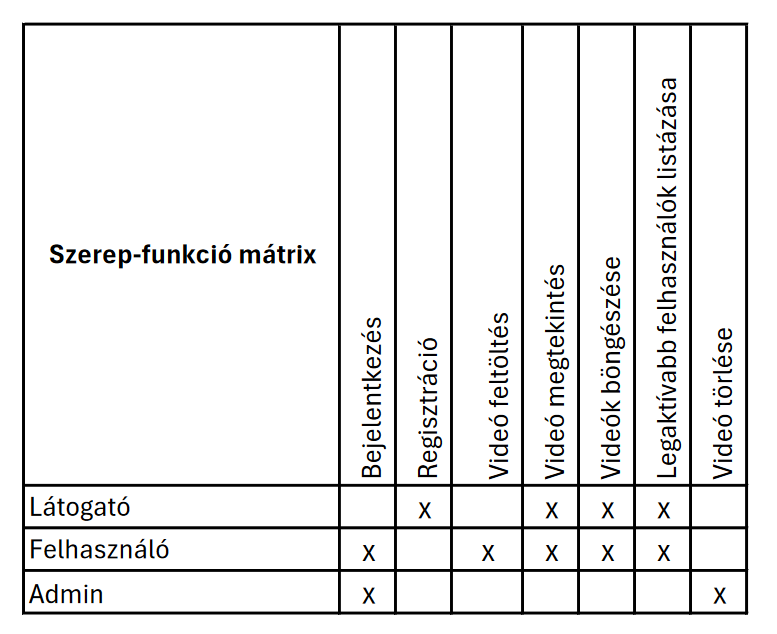 Szerep-funkció mátrix
Bejelentkezés
Regisztráció
Videó feltöltés
Videó megtekintés
Videók böngészése
Legaktívabb felhasználók listázása
Videó törlése
Látogató x x x x
Felhasználó x x x x x
Admin x x